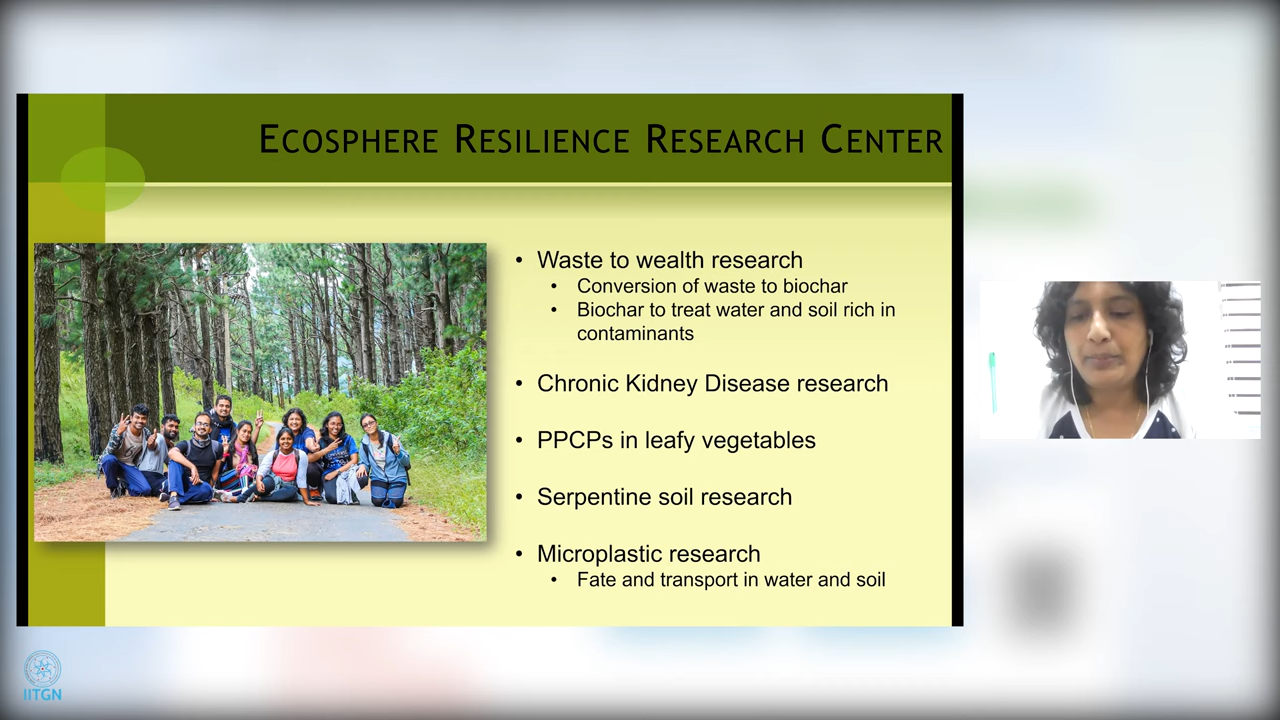 ECOSPHERE RESILIENCE RESEARCH CENTER
• Waste to wealth research
• Conversion of waste to biochar
• Biochar to treat water and soil rich in
contaminants
• Chronic Kidney Disease research
• PPCPs in leafy vegetables
• Serpentine soil research
• Microplastic research
• Fate and transport in water and soil
IITGN